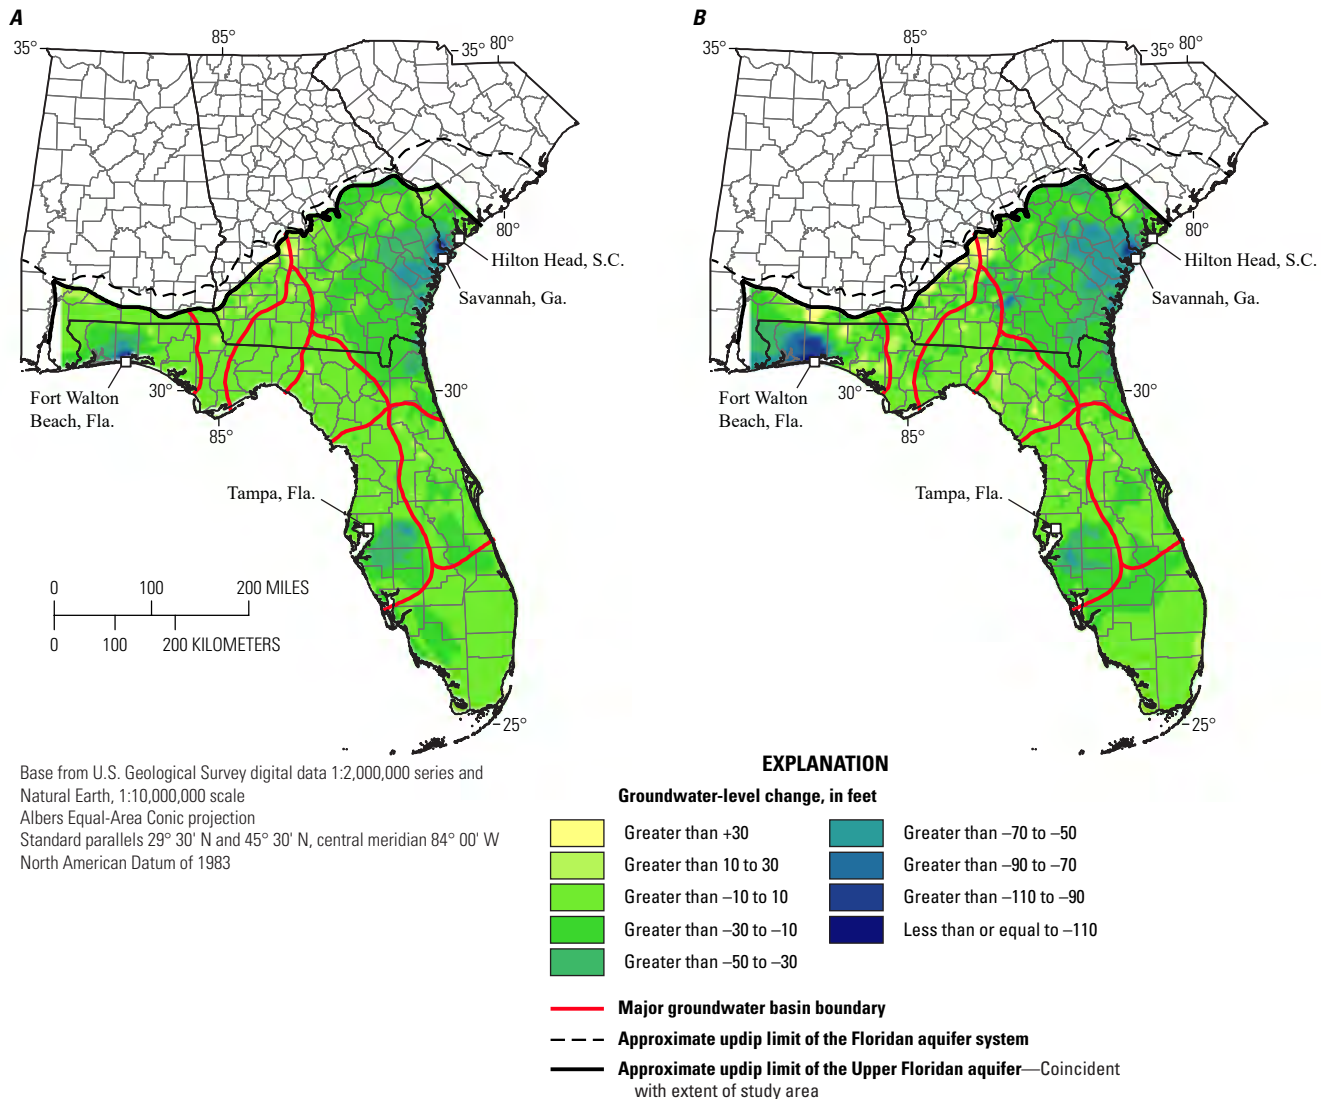 A
35°
85°
35° 80°
80°
Hilton Head, S.C.
Savannah, Ga.
Fort Walton
Beach, Fla.
30°
30°
85°
Tampa, Fla.
0 100 200 MILES
0 100 200 KILOMETERS
25°
B
35°
85°
35° 80°
80°
Hilton Head, S.C.
Savannah, Ga.
Fort Walton
Beach, Fla.
30°
30°
85°
Tampa, Fla.
25°
Base from U.S. Geological Survey digital data 1:2,000,000 series and
Natural Earth, 1:10,000,000 scale
Albers Equal-Area Conic projection
Standard parallels 29° 30' N and 45° 30' N, central meridian 84° 00' W
North American Datum of 1983
EXPLANATION
Groundwater-level change, in feet
Greater than +30
Greater than 10 to 30
Greater than –10 to 10
Greater than –30 to –10
Greater than –50 to –30
Greater than –70 to –50
Greater than –90 to –70
Greater than –110 to –90
Less than or equal to –110
Major groundwater basin boundary
Approximate updip limit of the Floridan aquifer system
Approximate updip limit of the Upper Floridan aquifer—Coincident
with extent of study area